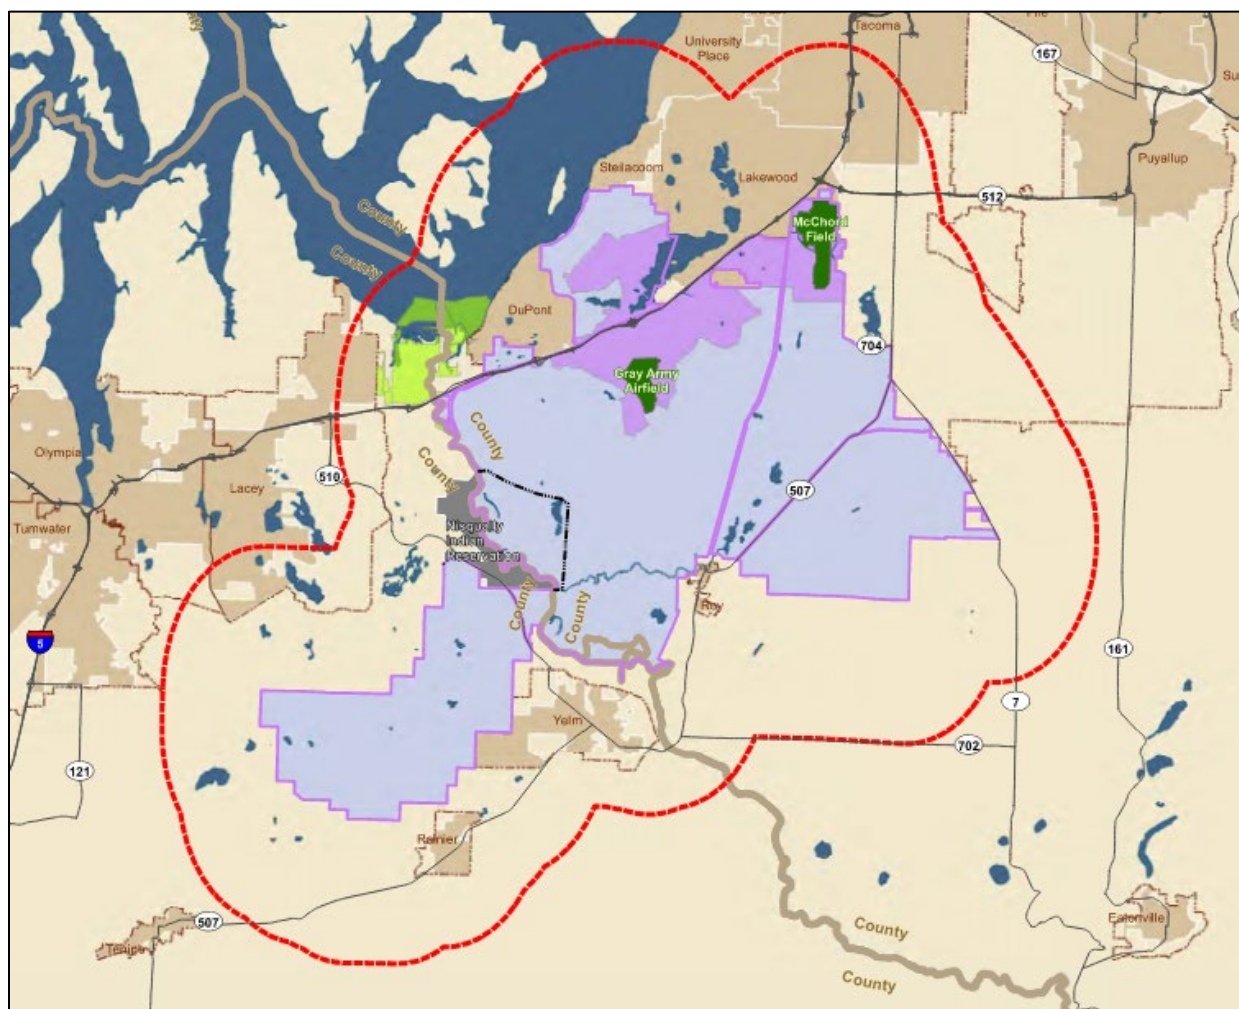 County
University
Place
Tacoma
167
Puyallup
Steilacoom
Lakewood
512
McChord
Field
County
County
DuPont
704
Gray Army
Airfield
County
County
Olympia
Lacey
510
507
Tumwater
Nisqually
Indian
Reservation
County
County
Roy
5
161
7
Yelm
702
121
Rainier
507
Tenino
Eatonville
County
County